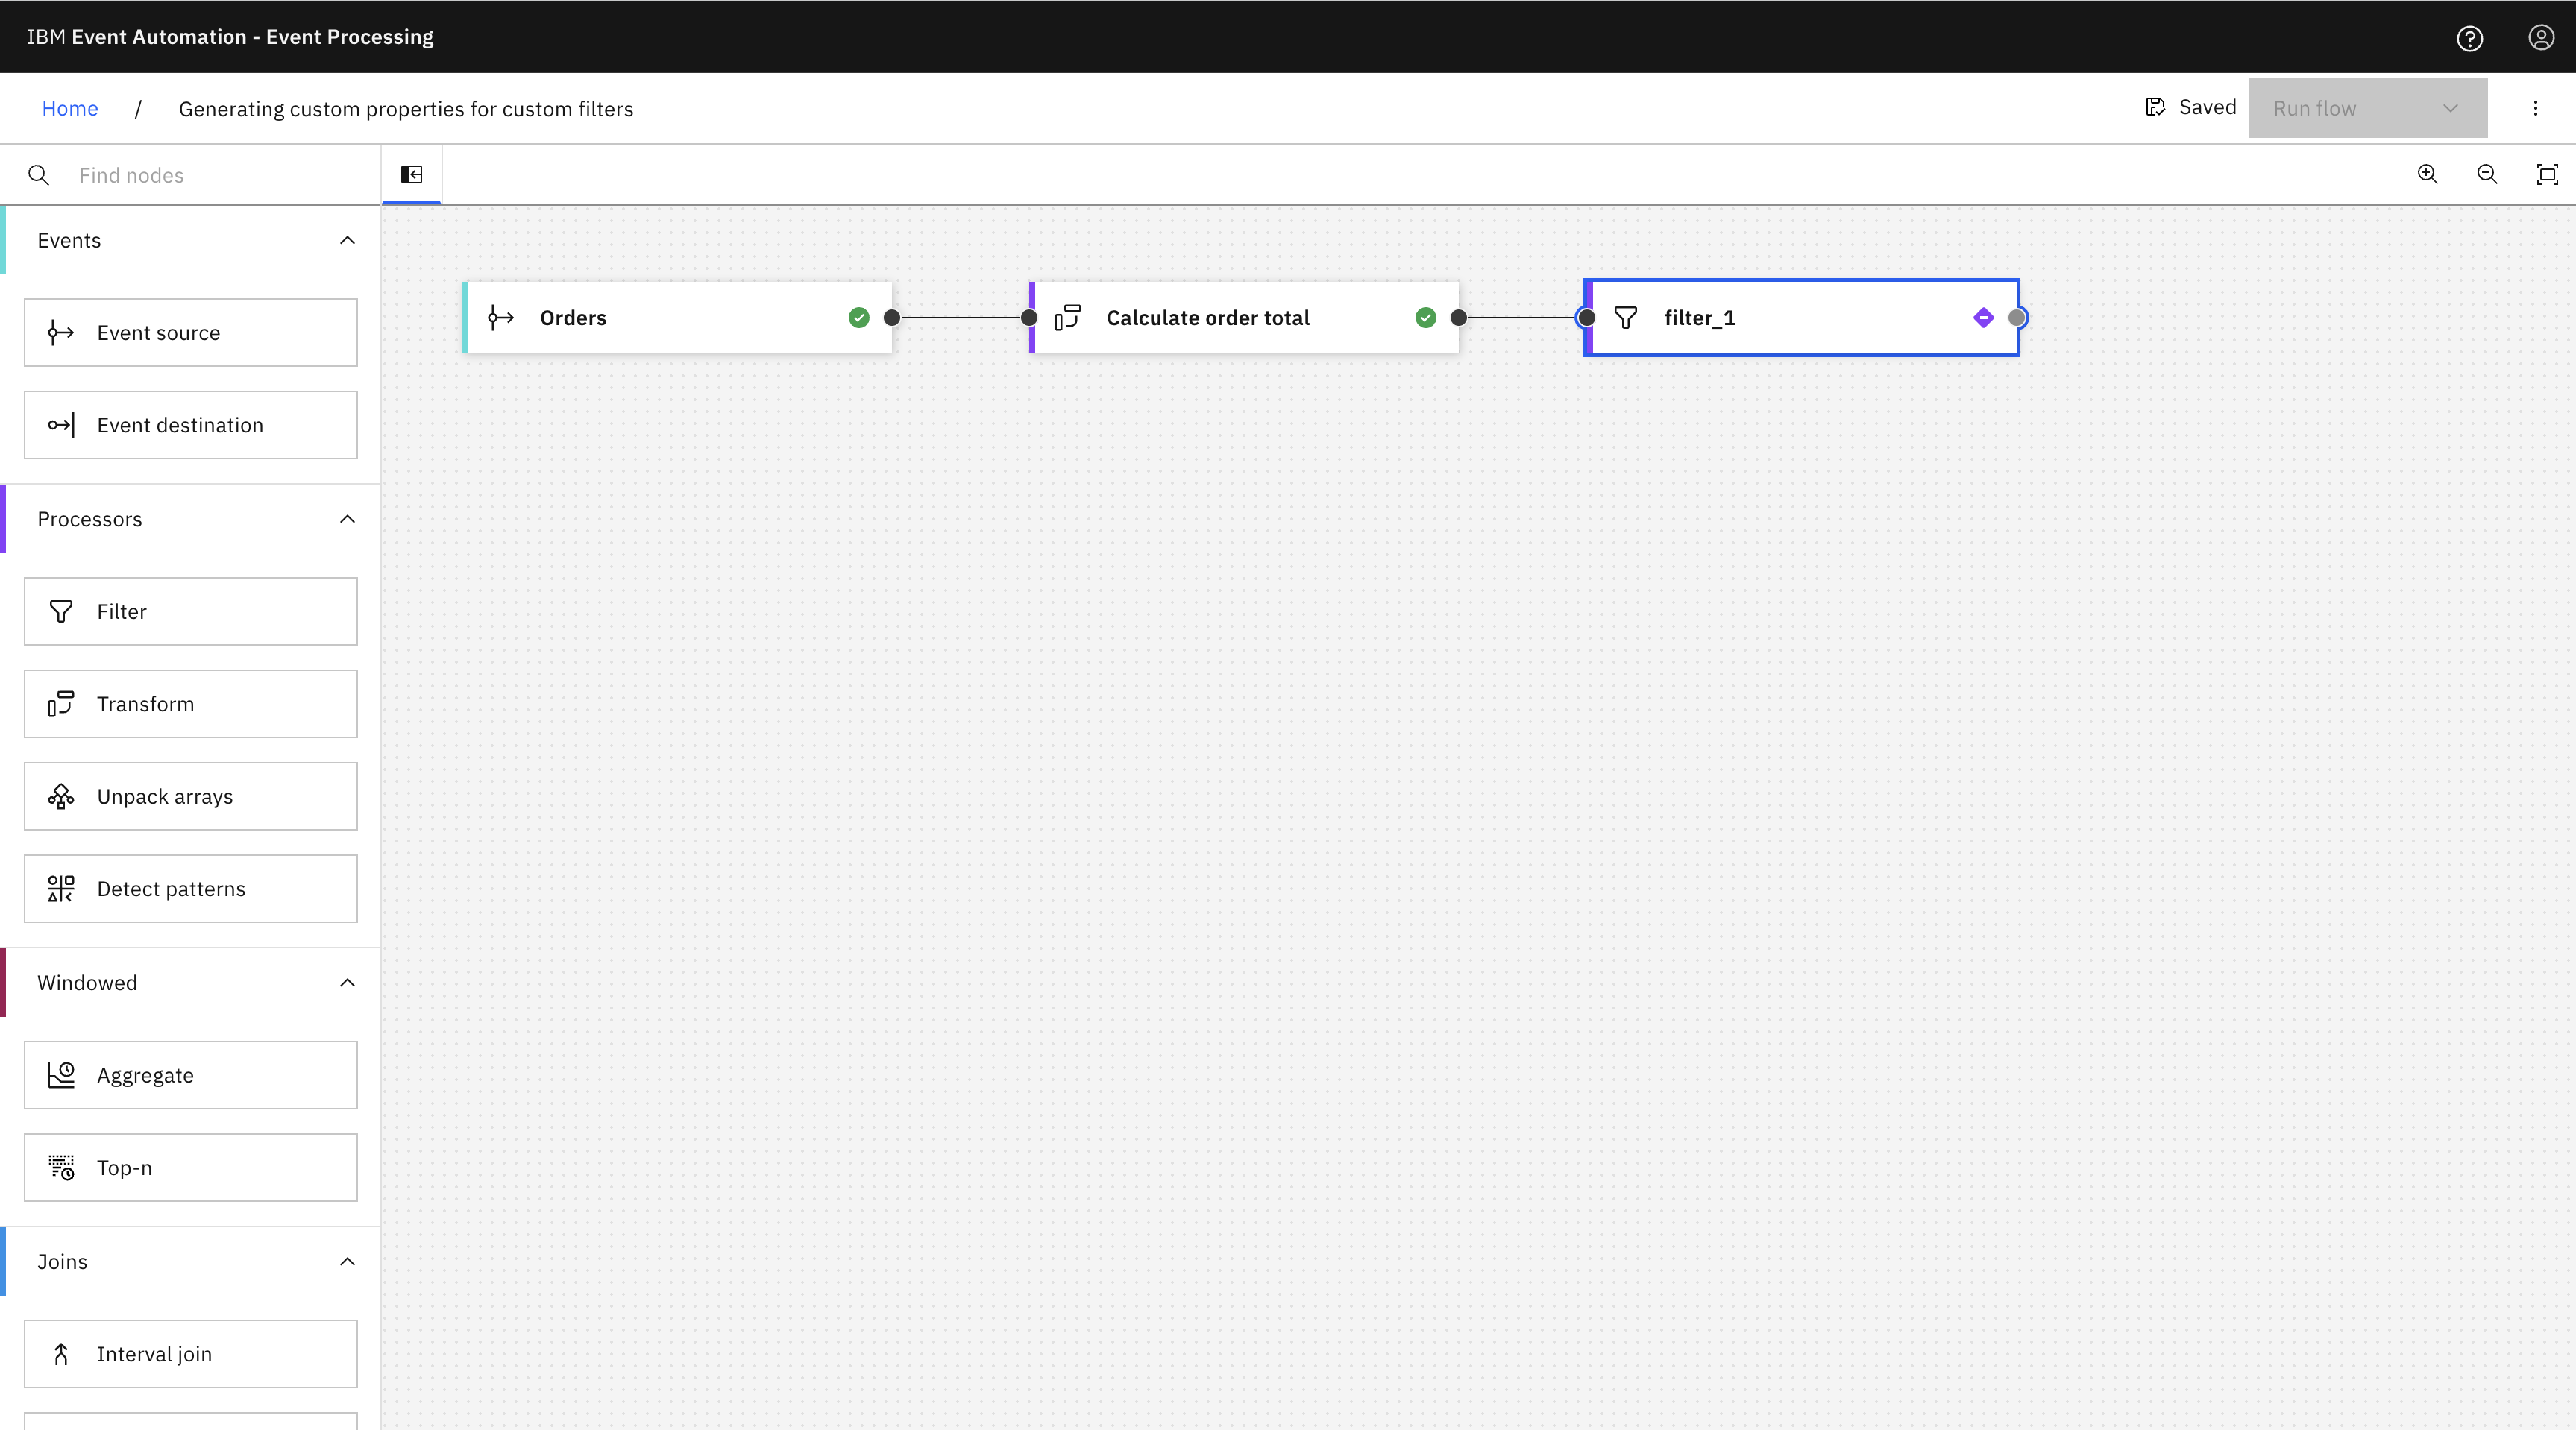 IBM Event Automation - Event Processing
Home / Generating custom properties for custom filters
Saved
Run flow
Find nodes
Events
Event source
Event destination
Processors
Filter
Transform
Unpack arrays
Detect patterns
Windowed
Aggregate
Top-n
Joins
Interval join
Orders
Calculate order total
filter_1